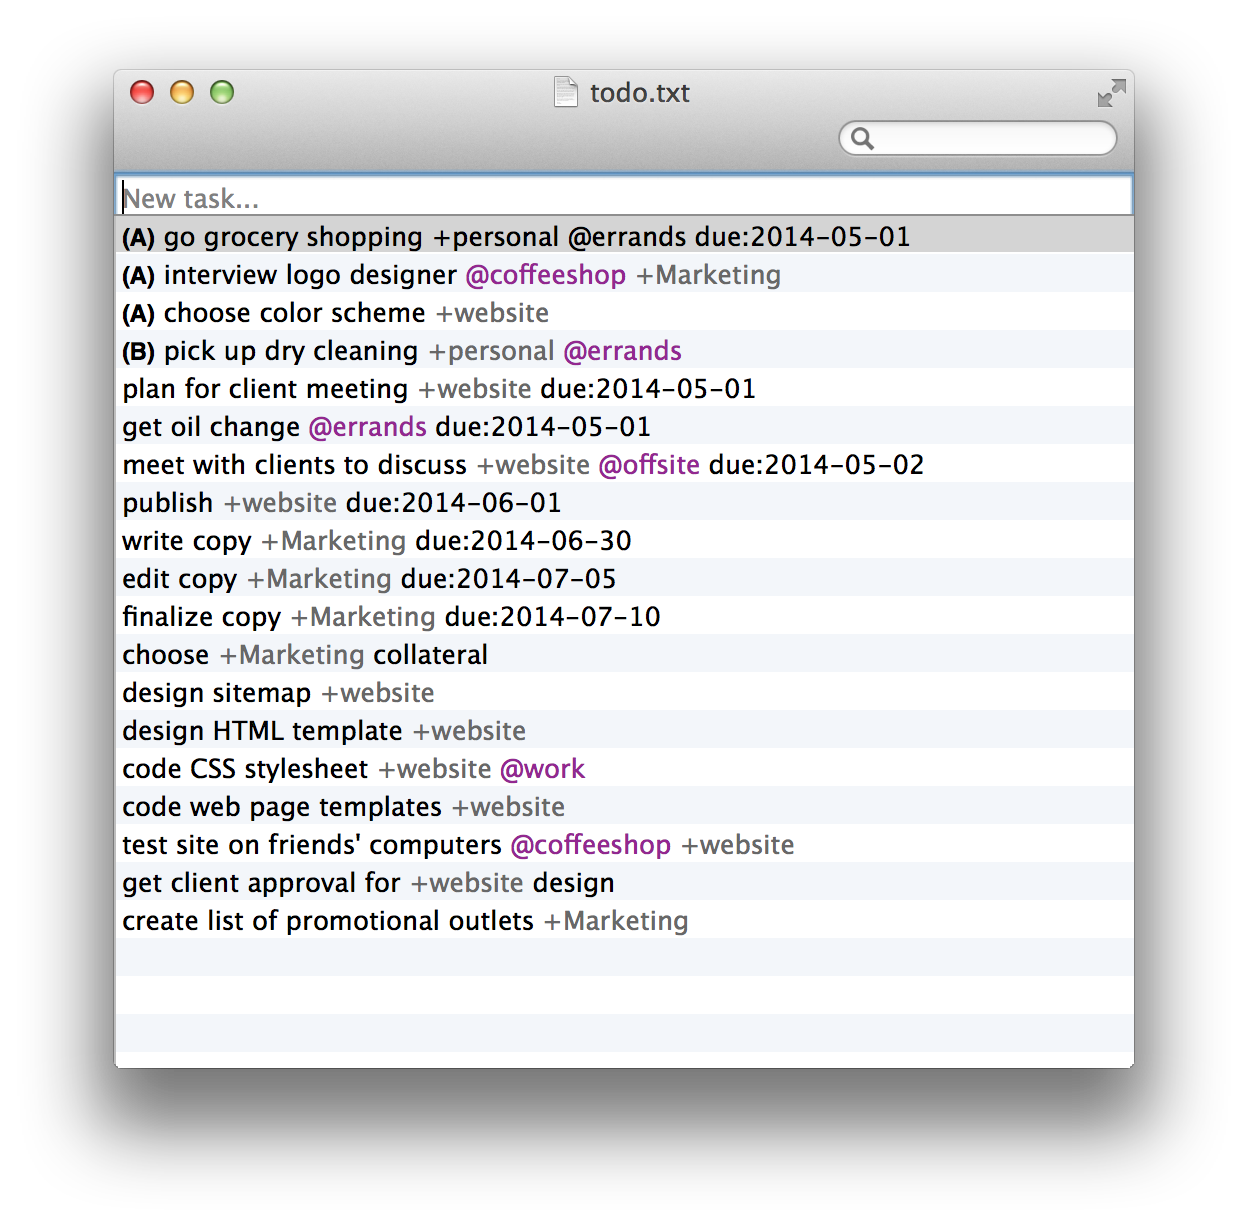 todo.txt
New task...
(A) go grocery shopping +personal @errands due:2014-05-01
(A) interview logo designer @coffeeshop +Marketing
(A) choose color scheme +website
(B) pick up dry cleaning +personal @errands
plan for client meeting +website due:2014-05-01
get oil change @errands due:2014-05-01
meet with clients to discuss +website @offsite due:2014-05-02
publish +website due:2014-06-01
write copy +Marketing due:2014-06-30
edit copy +Marketing due:2014-07-05
finalize copy +Marketing due:2014-07-10
choose +Marketing collateral
design sitemap +website
design HTML template +website
code CSS stylesheet +website @work
code web page templates +website
test site on friends' computers @coffeeshop +website
get client approval for +website design
create list of promotional outlets +Marketing